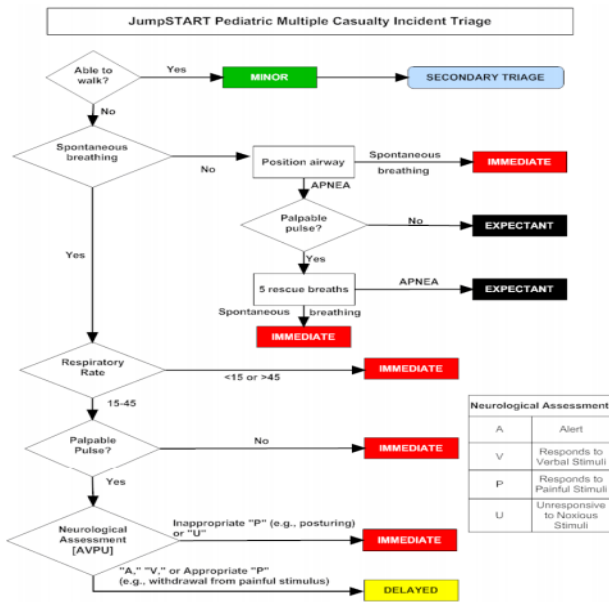 JumpSTART Pediatric Multiple Casualty Incident Triage
Able to
walk?
Yes
MINOR
SECONDARY TRIAGE
No
Spontaneous
breathing
No
Position airway
Spontaneous
breathing
IMMEDIATE
APNEA
Palpable
pulse?
No
EXPECTANT
Yes
Yes
5 rescue breaths
APNEA
EXPECTANT
Spontaneous breathing
IMMEDIATE
Respiratory
Rate
<15 or >45
IMMEDIATE
15-45
Palpable
Pulse?
No
IMMEDIATE
Yes
Neurological
Assessment
[AVPU]
Inappropriate "P" (e.g., posturing)
or "U"
IMMEDIATE
"A," "V," or Appropriate "P"
(e.g., withdrawal from painful stimulus)
DELAYED
Neurological Assessment
A Alert
V Responds to
Verbal Stimuli
P Responds to
Painful Stimuli
U Unresponsive
to Noxious
Stimuli